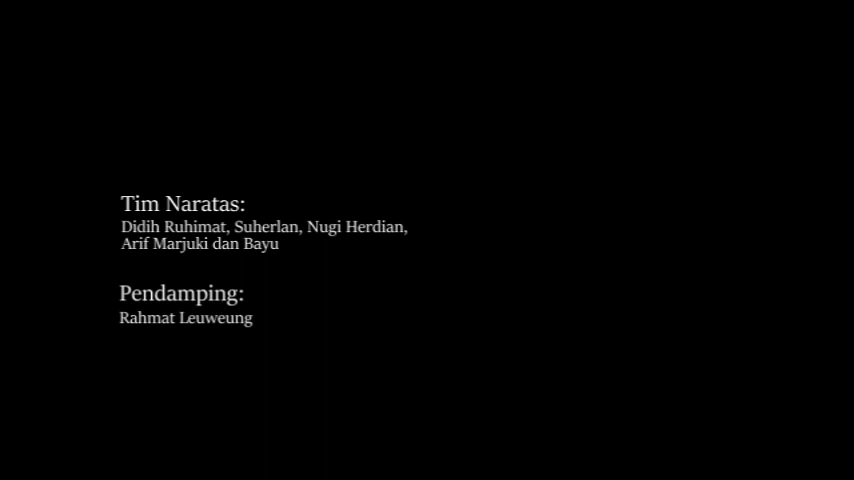 Tim Naratas:
Didih Ruhimat, Suherlan, Nugi Herdian,
Arif Marjuki dan Bayu
Pendamping:
Rahmat Leuweung